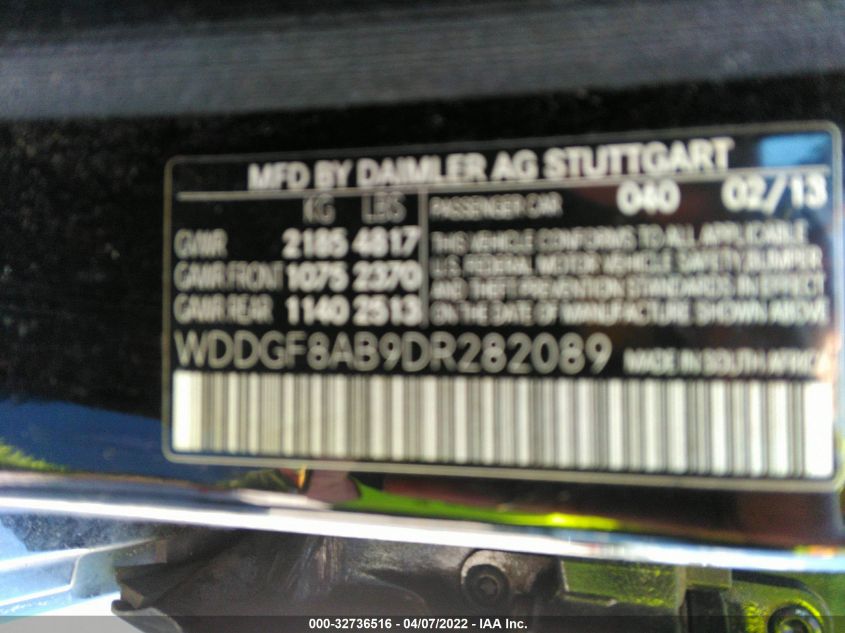 MFD BY DAIMLER AG STUTTGART
KG LBS
GVWR 2185 4817
GAWR FRONT 1075 2370
GAWR REAR 1140 2513
PASSENGER CAR 040 02/13
THIS VEHICLE CONFORMS TO ALL APPLICABLE
U.S. FEDERAL MOTOR VEHICLE SAFETY BUMPER
AND THEFT PREVENTION STANDARDS IN EFFECT
ON THE DATE OF MANUFACTURE SHOWN ABOVE
WDDGF8AB9DR282089 MADE IN SOUTH AFRICA
000-32736516 - 04/07/2022 - IAA Inc.